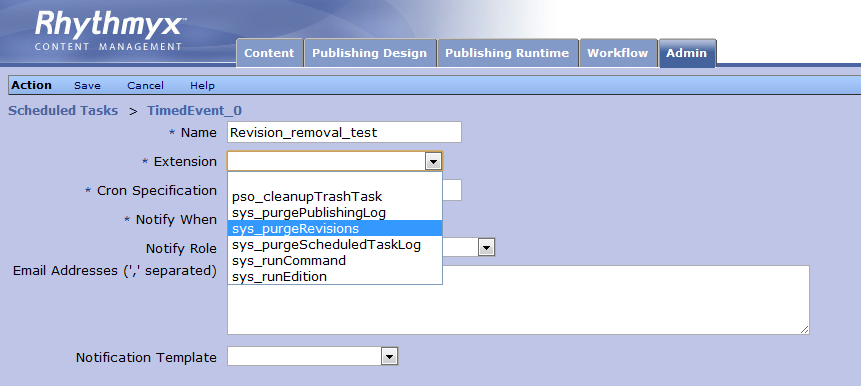 Rhythmyx™
CONTENT MANAGEMENT
Content Publishing Design Publishing Runtime Workflow Admin
Action Save Cancel Help
Scheduled Tasks > TimedEvent_0
* Name Revision_removal_test
* Extension
* Cron Specification
pso_cleanupTrashTask
sys_purgePublishingLog
* Notify When
sys_purgeRevisions
Notify Role
sys_purgeScheduledTaskLog
sys_runCommand
Email Addresses (',' separated)
sys_runEdition
Notification Template